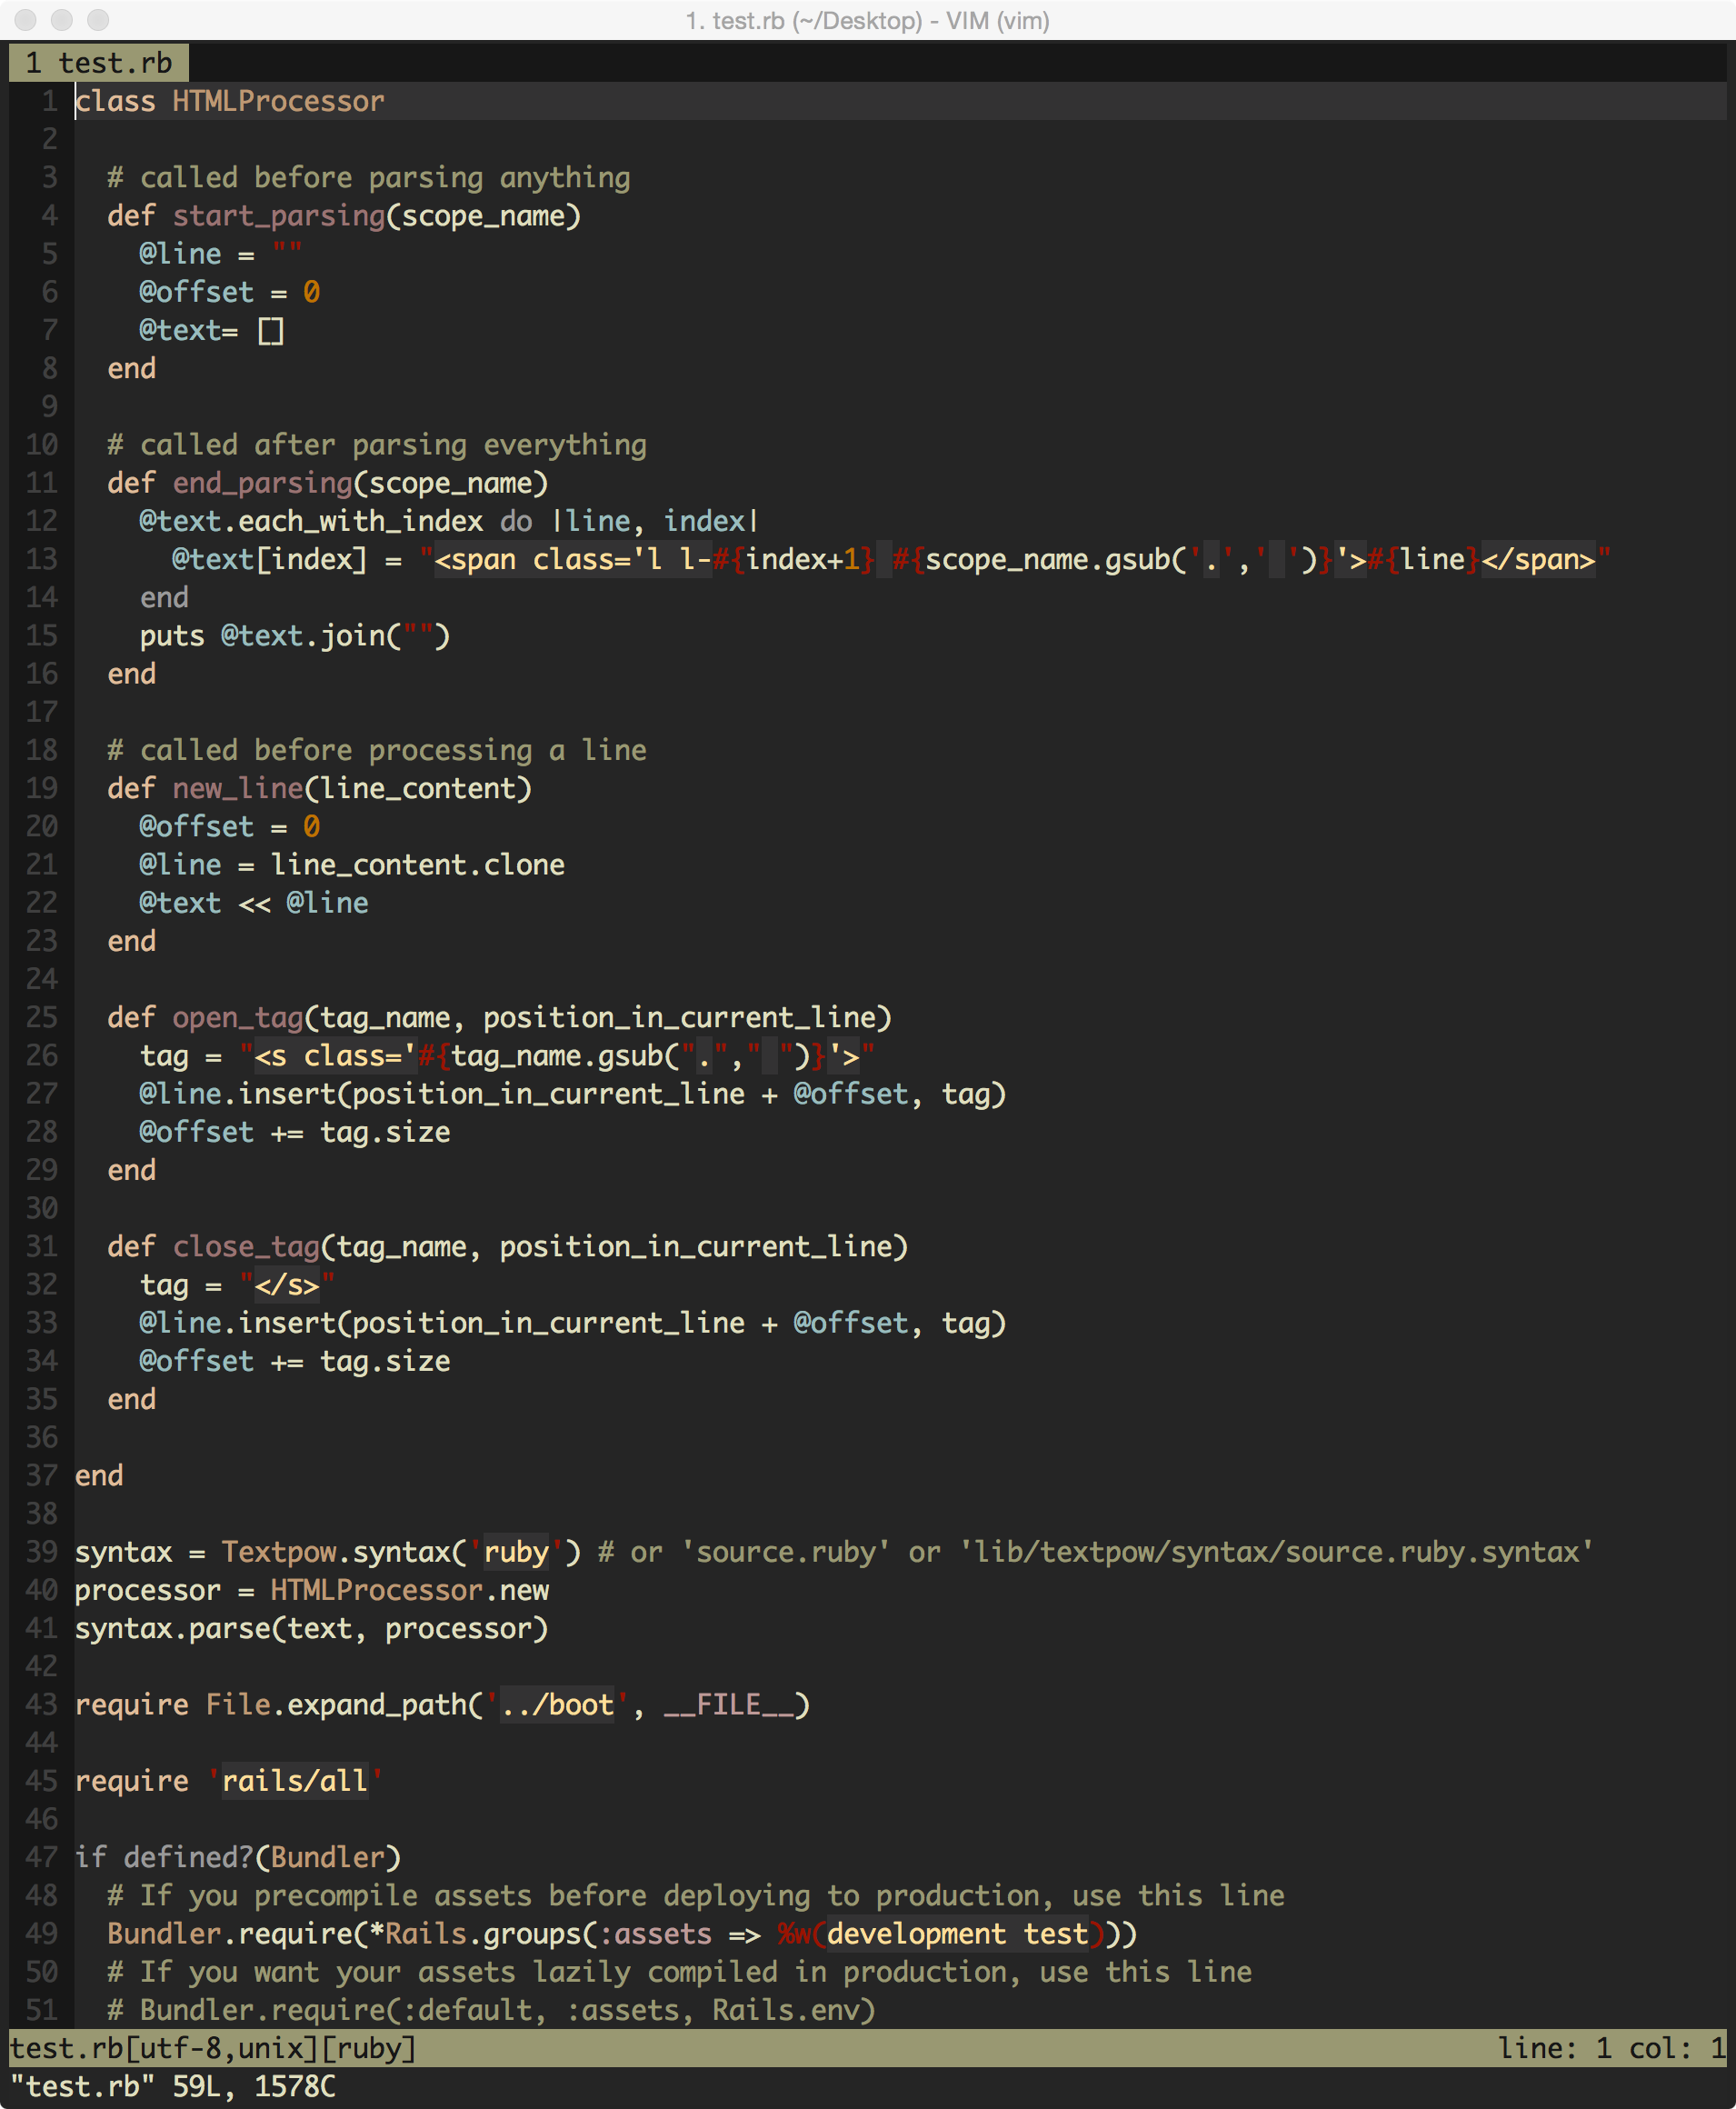 1. test.rb (~/Desktop) - VIM (vim)
1 test.rb
1 class HTMLProcessor
2
3   # called before parsing anything
4   def start_parsing(scope_name)
5     @line = ""
6     @offset = 0
7     @text= []
8   end
9
10   # called after parsing everything
11   def end_parsing(scope_name)
12     @text.each_with_index do |line, index|
13       @text[index] = "<span class='l l-#{index+1} #{scope_name.gsub('.',' ')}'>#{line}</span>"
14     end
15     puts @text.join("")
16   end
17
18   # called before processing a line
19   def new_line(line_content)
20     @offset = 0
21     @line = line_content.clone
22     @text << @line
23   end
24
25   def open_tag(tag_name, position_in_current_line)
26     tag = "<s class='#{tag_name.gsub("."," ")}'>"
27     @line.insert(position_in_current_line + @offset, tag)
28     @offset += tag.size
29   end
30
31   def close_tag(tag_name, position_in_current_line)
32     tag = "</s>"
33     @line.insert(position_in_current_line + @offset, tag)
34     @offset += tag.size
35   end
36
37 end
38
39 syntax = Textpow.syntax('ruby') # or 'source.ruby' or 'lib/textpow/syntax/source.ruby.syntax'
40 processor = HTMLProcessor.new
41 syntax.parse(text, processor)
42
43 require File.expand_path('../boot', __FILE__)
44
45 require 'rails/all'
46
47 if defined?(Bundler)
48   # If you precompile assets before deploying to production, use this line
49   Bundler.require(*Rails.groups(:assets => %w(development test)))
50   # If you want your assets lazily compiled in production, use this line
51   # Bundler.require(:default, :assets, Rails.env)
test.rb[utf-8,unix][ruby] line: 1 col: 1
"test.rb" 59L, 1578C